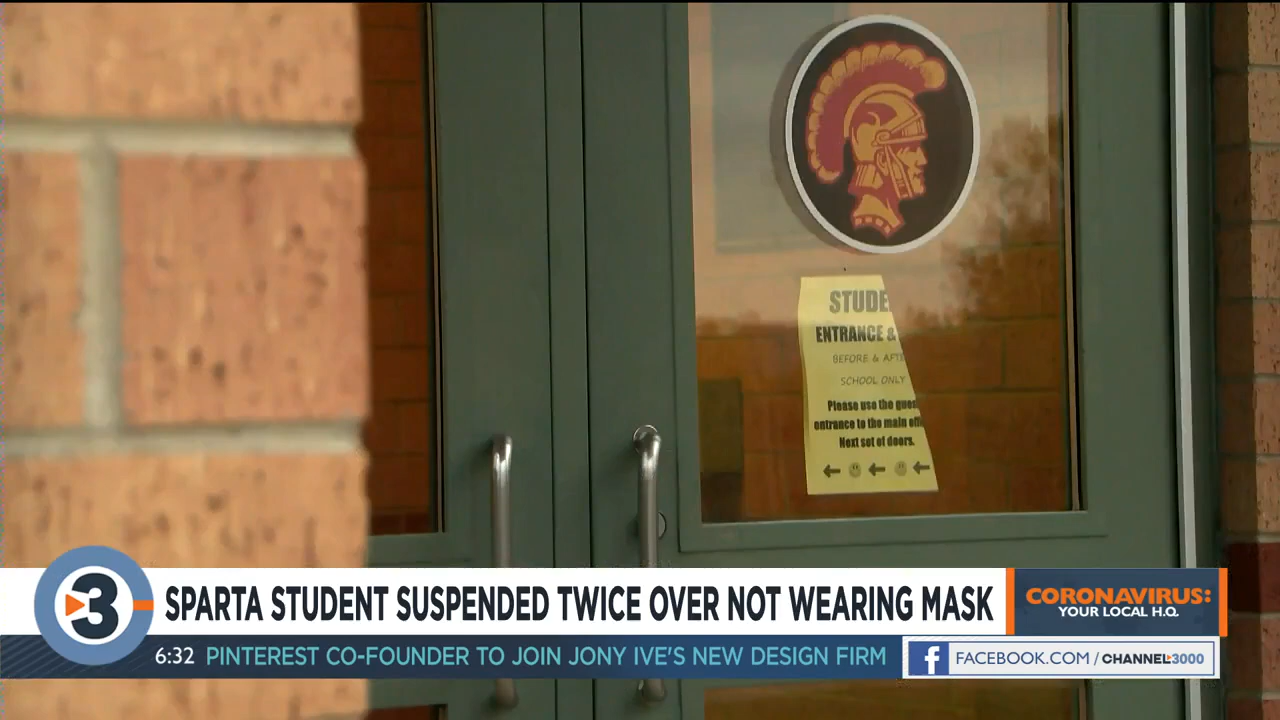 STUDE
ENTRANCE &
BEFORE & AFTE
SCHOOL ONLY
Please use the gues
entrance to the main offi
Next set of doors.
3
SPARTA STUDENT SUSPENDED TWICE OVER NOT WEARING MASK
CORONAVIRUS:
YOUR LOCAL H.Q.
6:32 PINTEREST CO-FOUNDER TO JOIN JONY IVE'S NEW DESIGN FIRM
f FACEBOOK.COM / CHANNEL3000